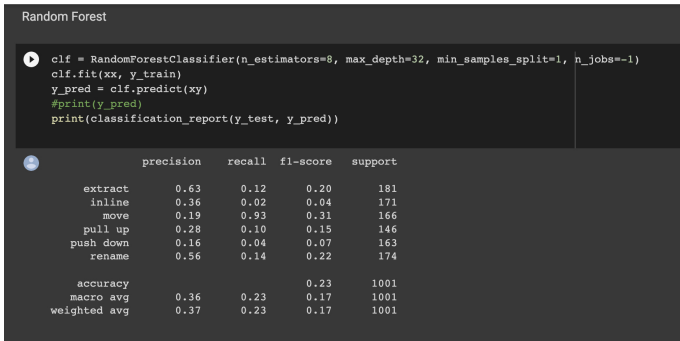 Random Forest
clf = RandomForestClassifier(n_estimators=8, max_depth=32, min_samples_split=1, n_jobs=-1)
clf.fit(xx, y_train)
y_pred = clf.predict(xy)
#print(y_pred)
print(classification_report(y_test, y_pred))
precision recall f1-score support
extract 0.63 0.12 0.20 181
inline 0.36 0.02 0.04 171
move 0.19 0.93 0.31 166
pull up 0.28 0.10 0.15 146
push down 0.16 0.04 0.07 163
rename 0.56 0.14 0.22 174
accuracy 0.23 1001
macro avg 0.36 0.23 0.17 1001
weighted avg 0.37 0.23 0.17 1001